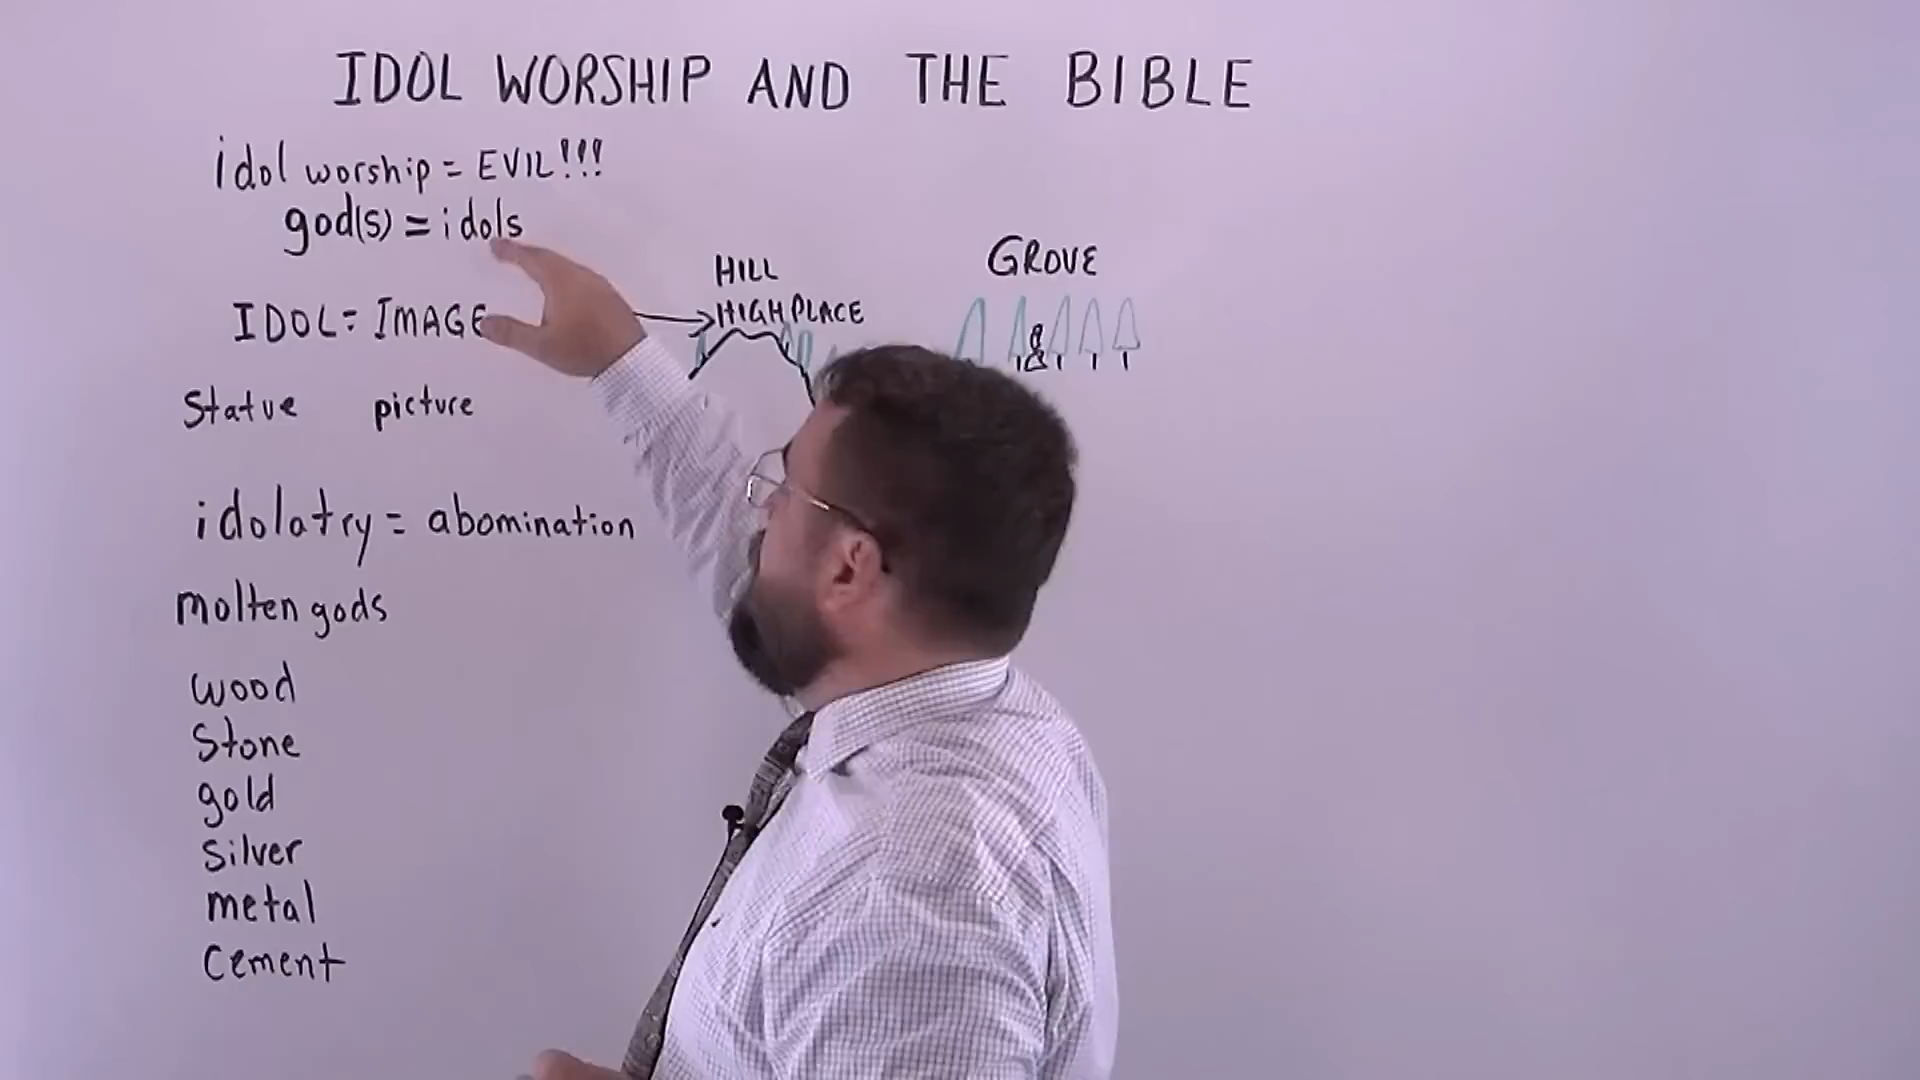 IDOL WORSHIP AND THE BIBLE
idol worship = EVIL!!!
god(s) = idols
IDOL = IMAGE
Statue picture
idolatry = abomination
molten gods
wood
Stone
gold
silver
metal
Cement
HILL
HIGH PLACE
GROVE